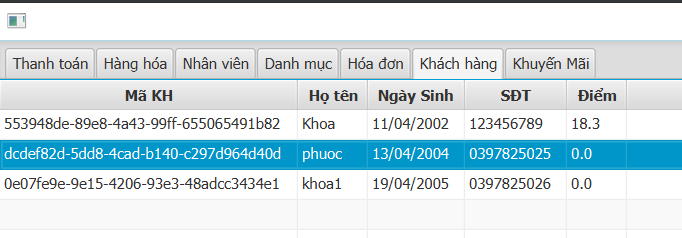 Thanh toán Hàng hóa Nhân viên Danh mục Hóa đơn Khách hàng Khuyến Mãi
Mã KH Họ tên Ngày Sinh SĐT Điểm
553948de-89e8-4a43-99ff-655065491b82 Khoa 11/04/2002 123456789 18.3
dcdef82d-5dd8-4cad-b140-c297d964d40d phuoc 13/04/2004 0397825025 0.0
0e07fe9e-9e15-4206-93e3-48adcc3434e1 khoa1 19/04/2005 0397825026 0.0